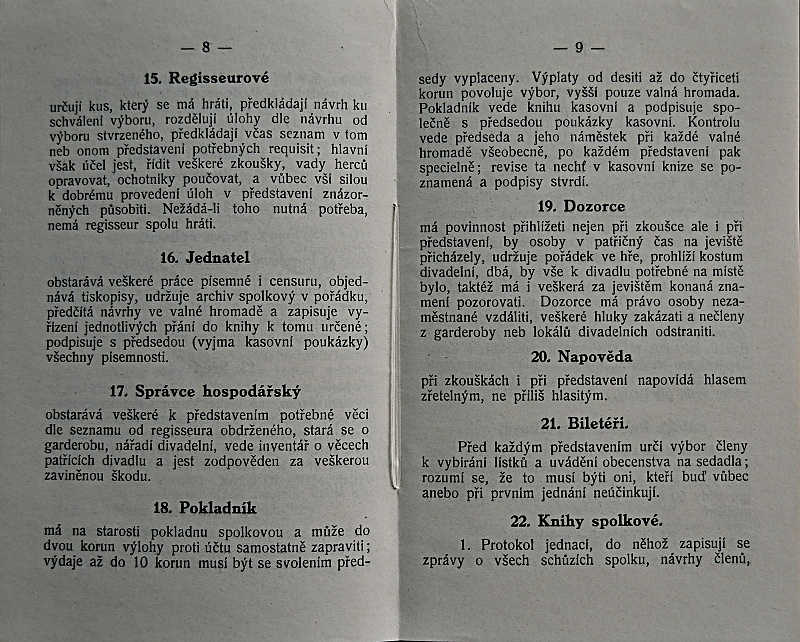 — 8 —
15. Regisseurové
určují kus, který se má hráti, předkládají návrh ku
schválení výboru, rozdělují úlohy dle návrhu od
výboru stvrzeného, předkládají včas seznam v tom
neb onom představení potřebných requisit; hlavní
však účel jest, řídit veškeré zkoušky, vady herců
opravovat, ochotníky poučovat, a vůbec vší silou
k dobrému provedení úloh v představení znázor-
něných působiti. Nežádá-li toho nutná potřeba,
nemá regisseur spolu hráti.
16. Jednatel
obstarává veškeré práce písemné i censuru, objed-
nává tiskopisy, udržuje archiv spolkový v pořádku,
předčítá návrhy ve valné hromadě a zapisuje vy-
řízení jednotlivých přání do knihy k tomu určené;
podpisuje s předsedou (vyjma kasovní poukázky)
všechny písemnosti.
17. Správce hospodářský
obstarává veškeré k představením potřebné věci
dle seznamu od regisseura obdrženého, stará se o
garderobu, nářadí divadelní, vede inventář o věcech
patřících divadlu a jest zodpověden za veškerou
zaviněnou škodu.
18. Pokladník
má na starosti pokladnu spolkovou a může do
dvou korun výlohy proti účtu samostatně zapraviti;
výdaje až do 10 korun musí být se svolením před-
— 9 —
sedy vyplaceny. Výplaty od desíti až do čtyřiceti
korun povoluje výbor, vyšší pouze valná hromada.
Pokladník vede knihu kasovní a podpisuje spo-
lečně s předsedou poukázky kasovní. Kontrolu
vede předseda a jeho náměstek při každé valné
hromadě všeobecně, po každém představení pak
specielně; revise ta nechť v kasovní knize se po-
znamená a podpisy stvrdí.
19. Dozorce
má povinnost přihlížeti nejen při zkoušce ale i při
představení, by osoby v patřičný čas na jeviště
přicházely, udržuje pořádek ve hře, prohlíží kostum
divadelní, dbá, by vše k divadlu potřebné na místě
bylo, taktéž má i veškerá za jevištěm konaná zna-
mení pozorovati. Dozorce má právo osoby neza-
městnané vzdáliti, veškeré hluky zakázati a nečleny
z garderoby neb lokálů divadelních odstraniti.
20. Napověda
při zkouškách i při představení napovídá hlasem
zřetelným, ne příliš hlasitým.
21. Biletéři.
Před každým představením určí výbor členy
k vybírání lístků a uvádění obecenstva na sedadla;
rozumí se, že to musí býti oni, kteří buď vůbec
anebo při prvním jednání neúčinkují.
22. Knihy spolkové.
1. Protokol jednací, do něhož zapisují se
zprávy o všech schůzích spolku, návrhy členů,